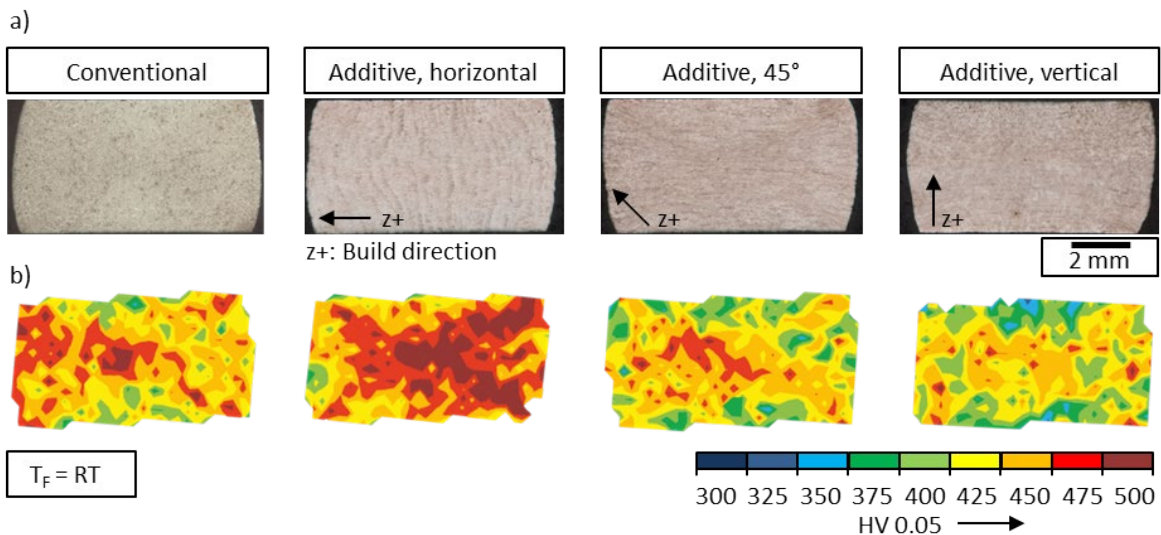 a)
Conventional
Additive, horizontal
Additive, 45°
Additive, vertical
z+
z+
z+
z+: Build direction
2 mm
b)
T_F = RT
300 325 350 375 400 425 450 475 500
HV 0.05